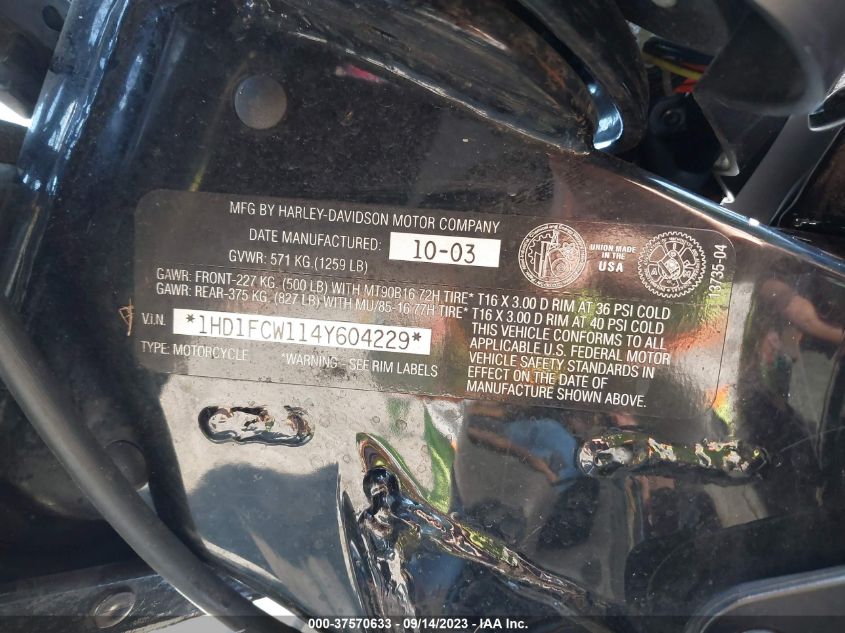 MFG BY HARLEY-DAVIDSON MOTOR COMPANY
DATE MANUFACTURED: 10-03
GVWR: 571 KG (1259 LB)
UNION MADE
IN THE
USA
GAWR: FRONT-227 KG. (500 LB) WITH MT90B16 72H TIRE* T16 X 3.00 D RIM AT 36 PSI COLD
GAWR: REAR-375 KG. (827 LB) WITH MU/85-16 77H TIRE* T16 X 3.00 D RIM AT 40 PSI COLD
V.I.N. *1HD1FCW114Y604229*
TYPE: MOTORCYCLE
*WARNING - SEE RIM LABELS
THIS VEHICLE CONFORMS TO ALL
APPLICABLE U.S. FEDERAL MOTOR
VEHICLE SAFETY STANDARDS IN
EFFECT ON THE DATE OF
MANUFACTURE SHOWN ABOVE.
13735-04
000-37570633 - 09/14/2023 - IAA Inc.